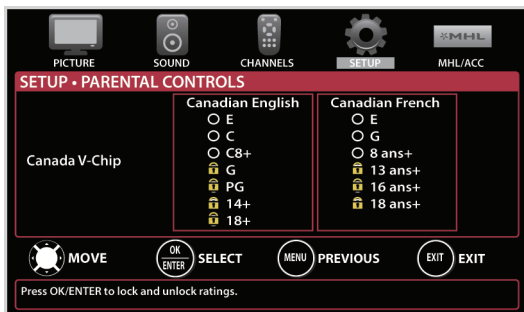 PICTURE SOUND CHANNELS SETUP MHL/ACC
MHL
SETUP • PARENTAL CONTROLS
Canada V-Chip
Canadian English
E
C
C8+
G
PG
14+
18+
Canadian French
E
G
8 ans+
13 ans+
16 ans+
18 ans+
MOVE OK/ENTER SELECT MENU PREVIOUS EXIT EXIT
Press OK/ENTER to lock and unlock ratings.